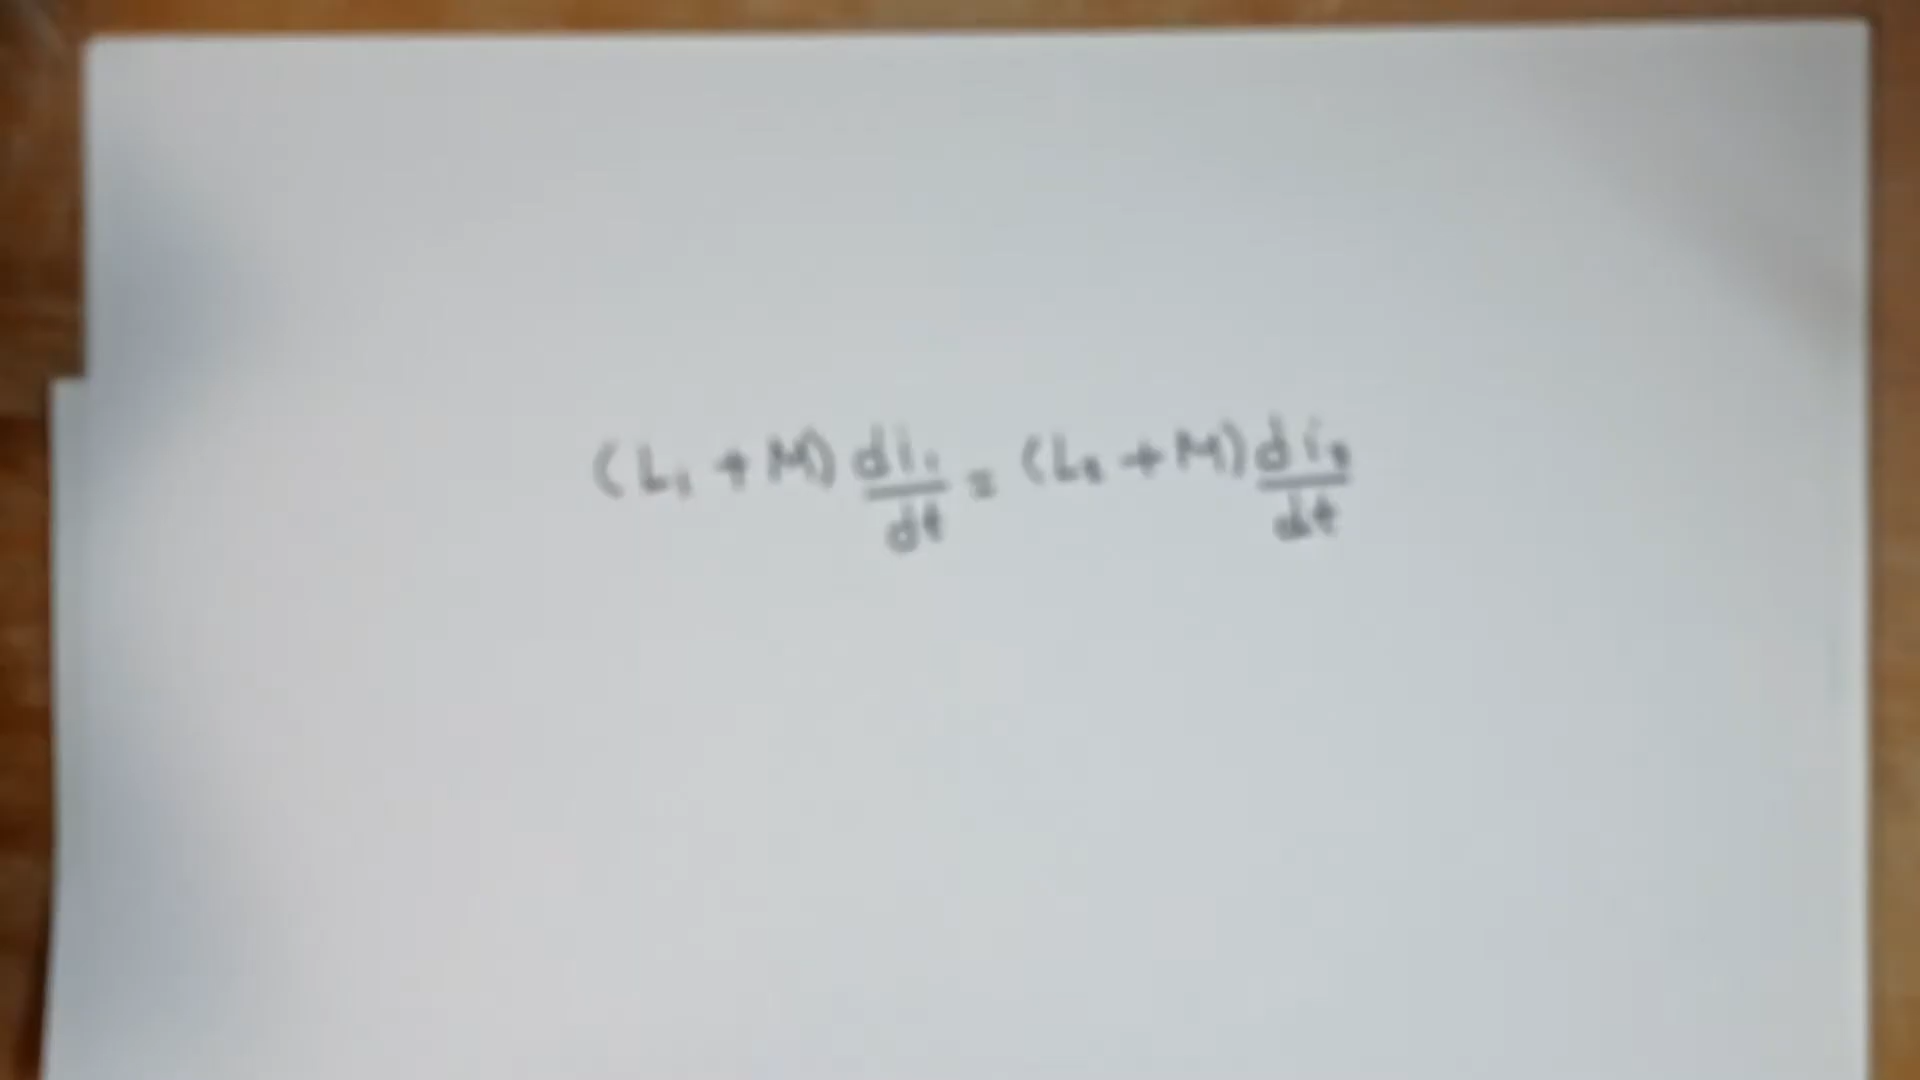 (L₁ + M) di₁/dt = (L₂ + M) di₂/dt